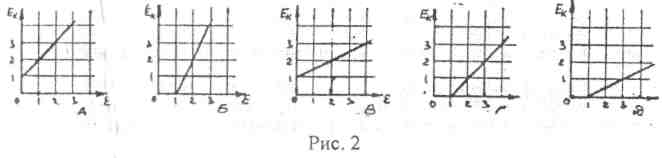 Eк Eк Eк Eк Eк
3 3 3 3 3
2 2 2 2 2
1 1 1 1 1
0 1 2 3 ε 0 1 2 3 ε 0 1 2 3 ε 0 1 2 3 ε 0 1 2 3 ε
А Б В Г Д
Рис. 2